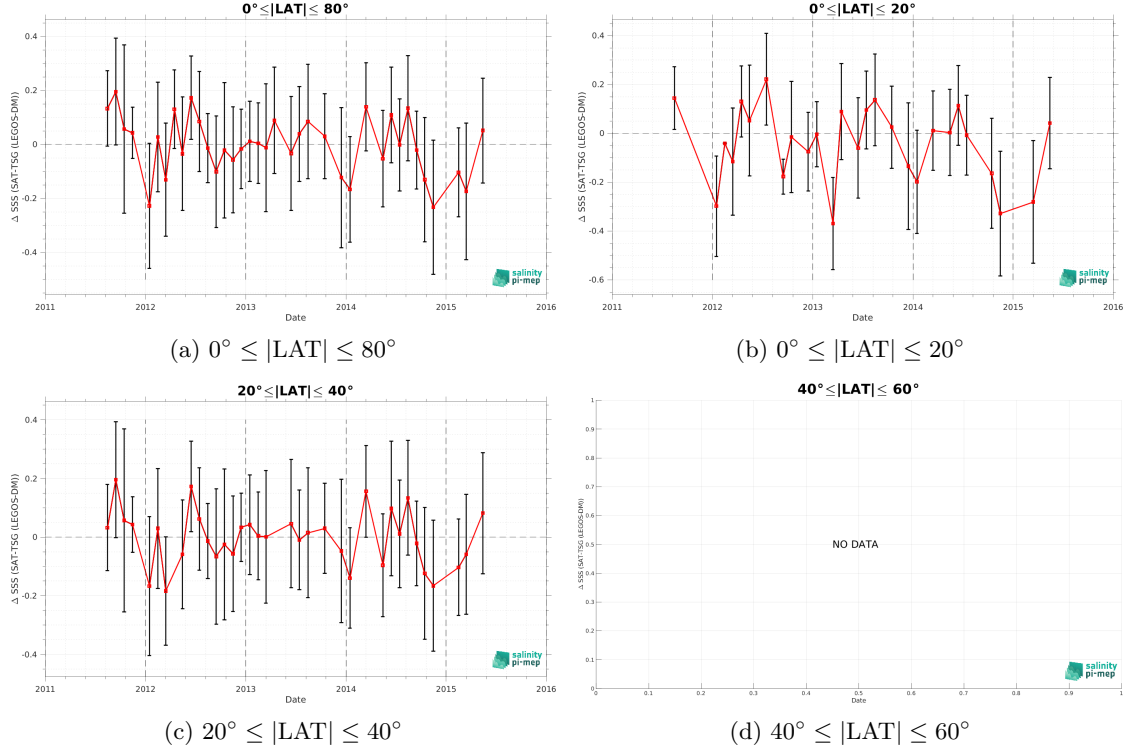 0°≤|LAT|≤ 80°
Δ SSS (SAT-TSG (LEGOS-DM))
0.4
0.2
0
-0.2
-0.4
2011
2012
2013
2014
2015
2016
Date
salinity
pi-mep
(a) 0° ≤ |LAT| ≤ 80°
0°≤|LAT|≤ 20°
Δ SSS (SAT-TSG (LEGOS-DM))
0.4
0.2
0
-0.2
-0.4
-0.6
2011
2012
2013
2014
2015
2016
Date
salinity
pi-mep
(b) 0° ≤ |LAT| ≤ 20°
20°≤|LAT|≤ 40°
Δ SSS (SAT-TSG (LEGOS-DM))
0.4
0.2
0
-0.2
-0.4
2011
2012
2013
2014
2015
2016
Date
salinity
pi-mep
(c) 20° ≤ |LAT| ≤ 40°
40°≤|LAT|≤ 60°
Δ SSS (SAT-TSG (LEGOS-DM))
1
0.9
0.8
0.7
0.6
0.5
0.4
0.3
0.2
0.1
0
NO DATA
0
0.1
0.2
0.3
0.4
0.5
0.6
0.7
0.8
0.9
1
Date
salinity
pi-mep
(d) 40° ≤ |LAT| ≤ 60°